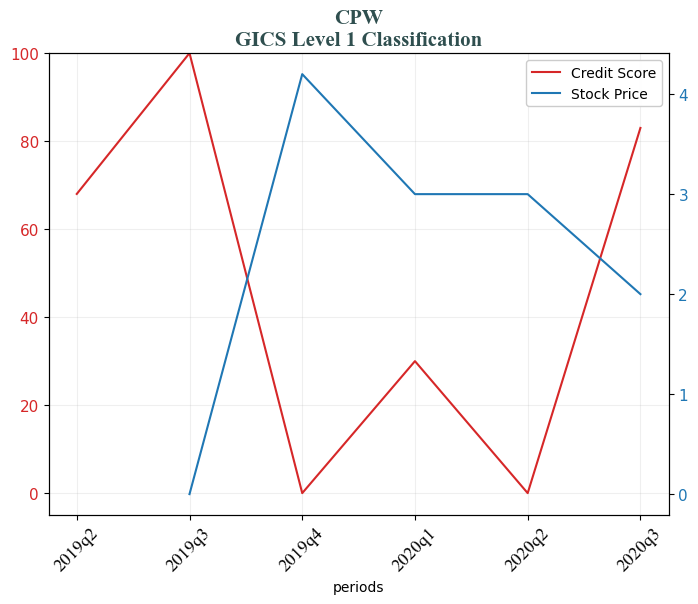 CPW
GICS Level 1 Classification
Credit Score
Stock Price
100
80
60
40
20
0
4
3
2
1
0
2019q2
2019q3
2019q4
2020q1
2020q2
2020q3
periods